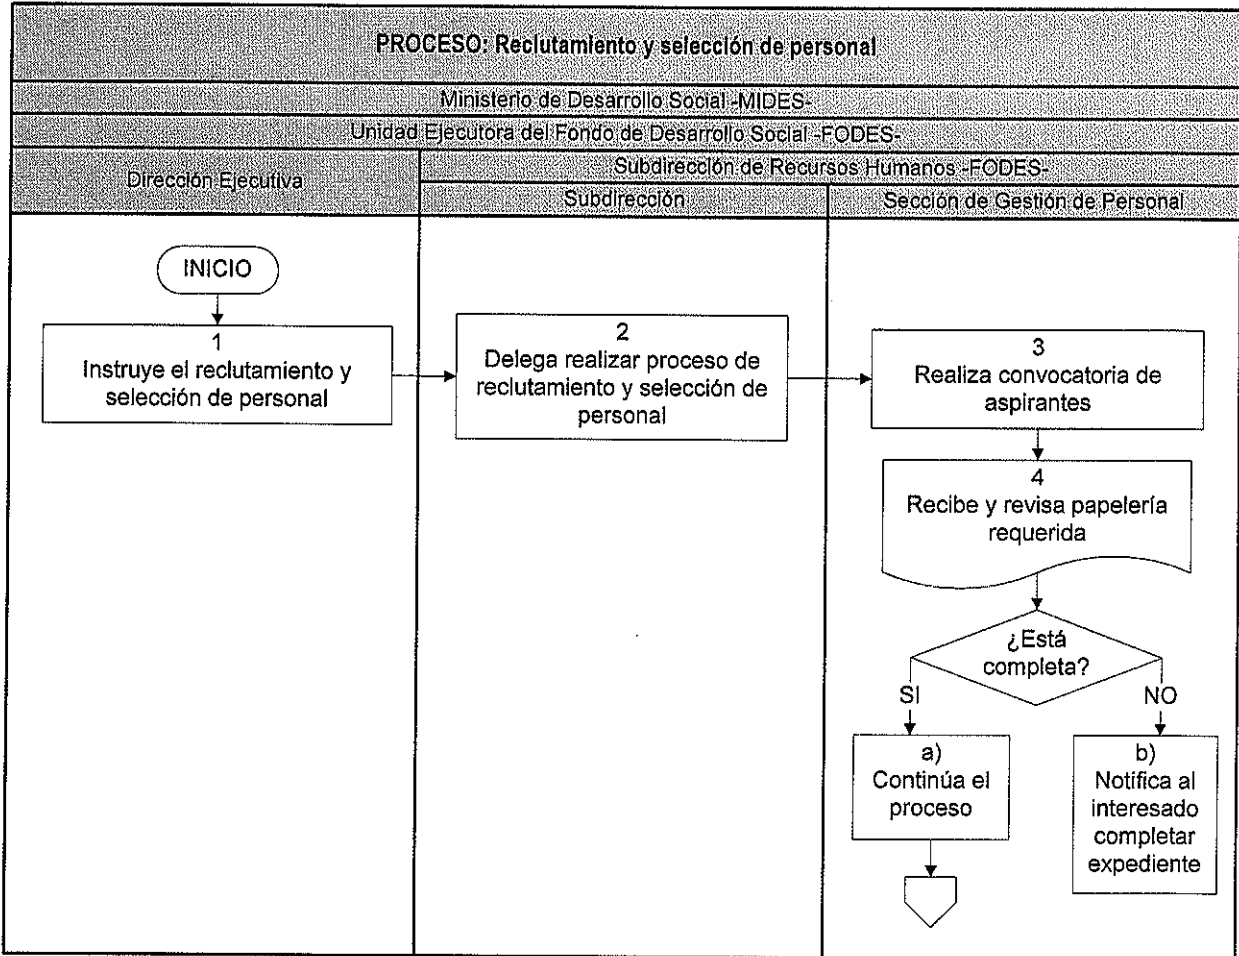 PROCESO: Reclutamiento y selección de personal
Ministerio de Desarrollo Social -MIDES-
Unidad Ejecutora del Fondo de Desarrollo Social -FODES-
Dirección Ejecutiva
Subdirección de Recursos Humanos -FODES-
Subdirección
Sección de Gestión de Personal
INICIO
1
Instruye el reclutamiento y
selección de personal
2
Delega realizar proceso de
reclutamiento y selección de
personal
3
Realiza convocatoria de
aspirantes
4
Recibe y revisa papelería
requerida
¿Está
completa?
SI
NO
a)
Continúa el
proceso
b)
Notifica al
interesado
completar
expediente